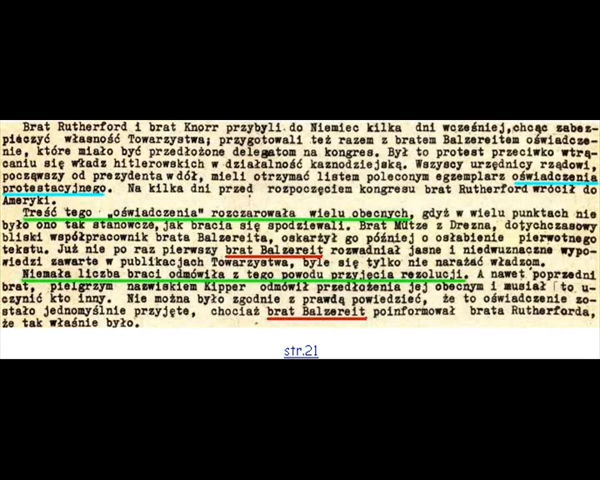 Brat Rutherford i brat Knorr przybyli do Niemiec kilka dni wcześniej, chcąc zabez-
pieczyć własność Towarzystwa; przygotowali też razem z bratem Balzereitem oświadcze-
nie, które miało być przedłożone delegatom na kongres. Był to protest przeciwko wtrą-
caniu się władz hitlerowskich w działalność kaznodziejską. Wszyscy urzędnicy rządowi,
począwszy od prezydenta w dół, mieli otrzymać listem poleconym egzemplarz oświadczenia
protestacyjnego. Na kilka dni przed rozpoczęciem kongresu brat Rutherford wrócił do
Ameryki.
Treść tego "oświadczenia" rozczarowała wielu obecnych, gdyż w wielu punktach nie
było ono tak stanowcze, jak bracia się spodziewali. Brat Mütze z Drezna, dotychczasowy
bliski współpracownik brata Balzereita, oskarżył go później o osłabienie pierwotnego
tekstu. Już nie po raz pierwszy brat Balzereit rozwadniał jasne i niedwuznaczne wypo-
wiedzi zawarte w publikacjach Towarzystwa, byle się tylko nie narażać władzom.
Niemała liczba braci odmówiła z tego powodu przyjęcia rezolucji. A nawet poprzedni
brat, pielgrzym nazwiskiem Kipper odmówił przedłożenia jej obecnym i musiał to u-
czynić kto inny. Nie można było zgodnie z prawdą powiedzieć, że to oświadczenie zo-
stało jednomyślnie przyjęte, chociaż brat Balzereit poinformował brata Rutherforda,
że tak właśnie było.
str.21